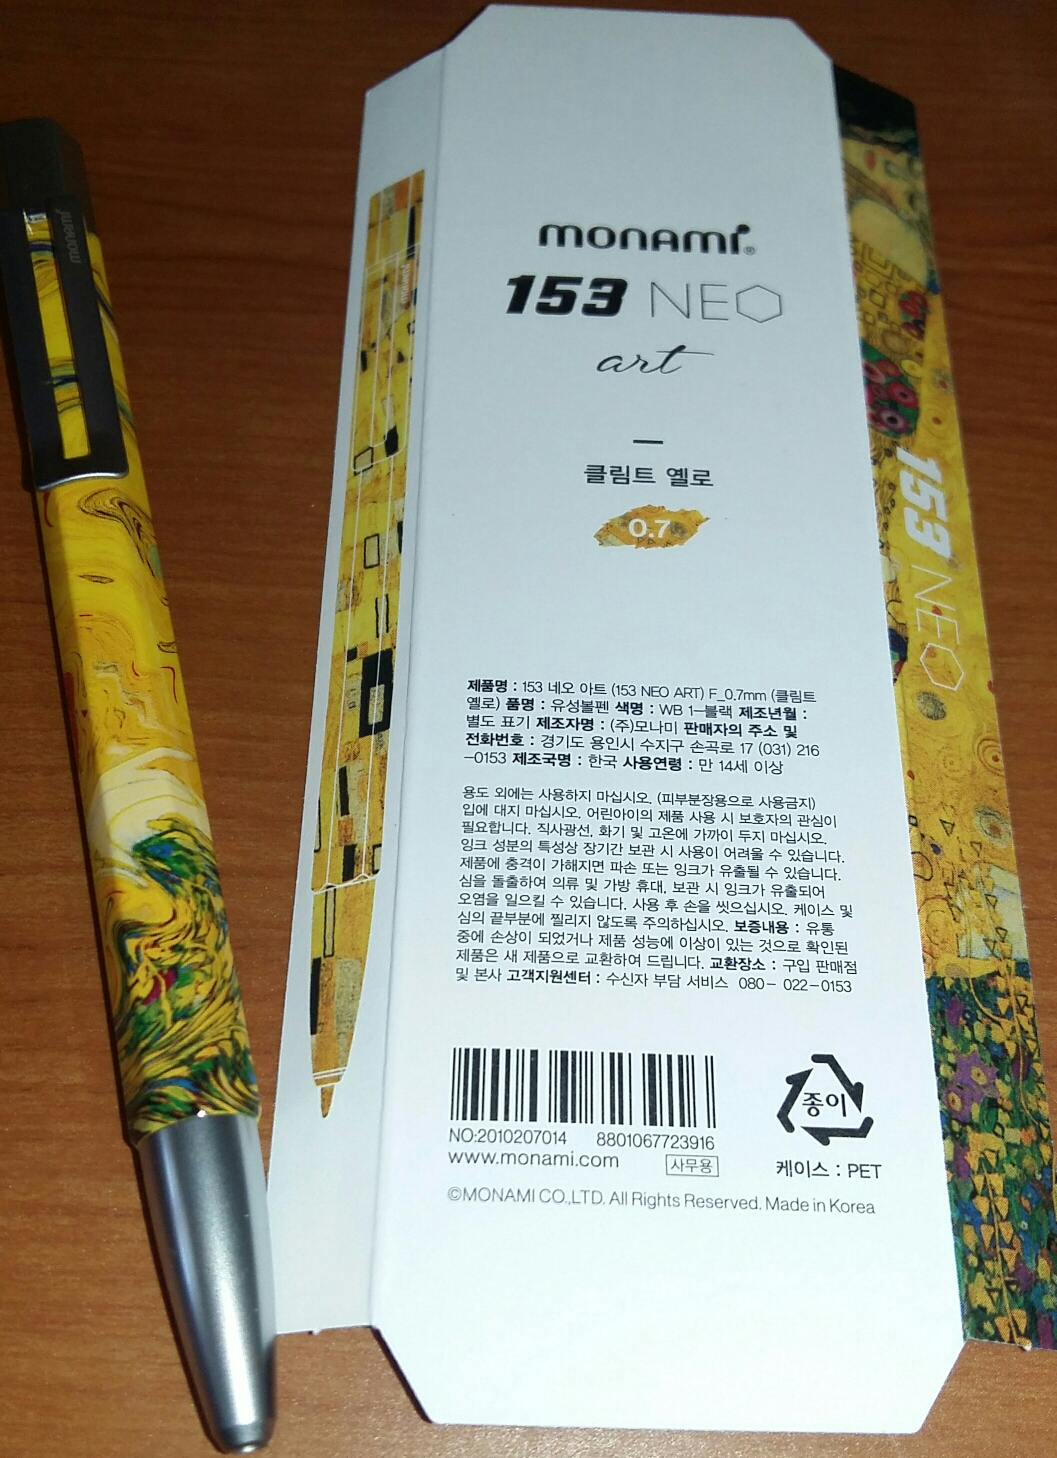 monami
monami
monami®
153 NEO
art
클림트 옐로
0.7
제품명 : 153 네오 아트 (153 NEO ART) F_0.7mm (클림트
옐로) 품명 : 유성볼펜 색명 : WB 1-블랙 제조년월 :
별도 표기 제조자명 : (주)모나미 판매자의 주소 및
전화번호 : 경기도 용인시 수지구 손곡로 17 (031) 216
-0153 제조국명 : 한국 사용연령 : 만 14세 이상
용도 외에는 사용하지 마십시오. (피부분장용으로 사용금지)
입에 대지 마십시오. 어린아이의 제품 사용 시 보호자의 관심이
필요합니다. 직사광선, 화기 및 고온에 가까이 두지 마십시오.
잉크 성분의 특성상 장기간 보관 시 사용이 어려울 수 있습니다.
제품에 충격이 가해지면 파손 또는 잉크가 유출될 수 있습니다.
심을 돌출하여 의류 및 가방 휴대, 보관 시 잉크가 유출되어
오염을 일으킬 수 있습니다. 사용 후 손을 씻으십시오. 케이스 및
심의 끝부분에 찔리지 않도록 주의하십시오. 보증내용 : 유통
중에 손상이 되었거나 제품 성능에 이상이 있는 것으로 확인된
제품은 새 제품으로 교환하여 드립니다. 교환장소 : 구입 판매점
및 본사 고객지원센터 : 수신자 부담 서비스 080- 022-0153
NO:2010207014 8801067723916
www.monami.com 사무용
종이
케이스 : PET
©MONAMI CO.,LTD. All Rights Reserved. Made in Korea
153 NEO